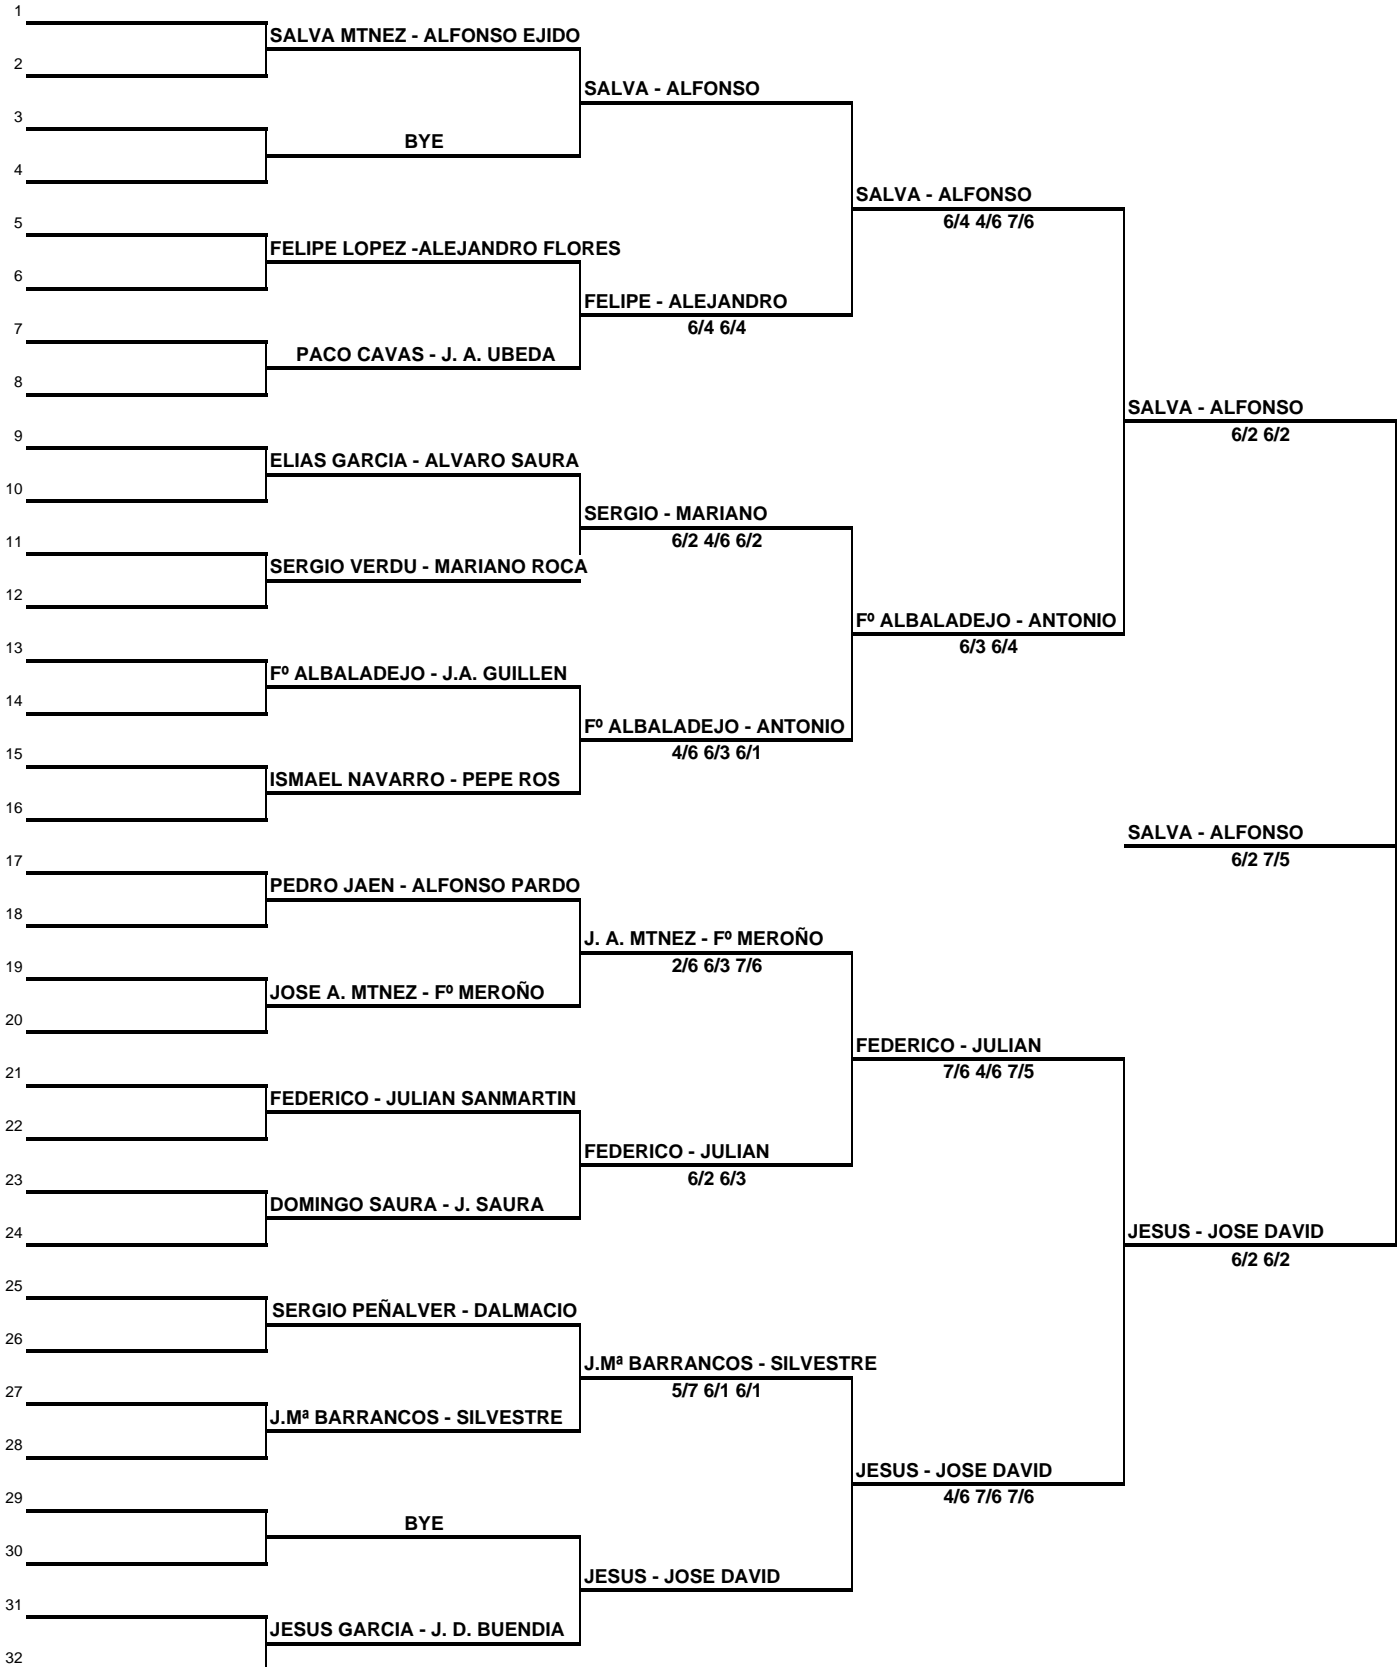 1
SALVA MTNEZ - ALFONSO EJIDO
2
SALVA - ALFONSO
3
BYE
4
SALVA - ALFONSO
6/4 4/6 7/6
5
FELIPE LOPEZ -ALEJANDRO FLORES
6
FELIPE - ALEJANDRO
6/4 6/4
7
PACO CAVAS - J. A. UBEDA
8
SALVA - ALFONSO
6/2 6/2
9
ELIAS GARCIA - ALVARO SAURA
10
SERGIO - MARIANO
6/2 4/6 6/2
11
SERGIO VERDU - MARIANO ROCA
12
Fº ALBALADEJO - ANTONIO
6/3 6/4
13
Fº ALBALADEJO - J.A. GUILLEN
14
Fº ALBALADEJO - ANTONIO
4/6 6/3 6/1
15
ISMAEL NAVARRO - PEPE ROS
16
SALVA - ALFONSO
6/2 7/5
17
PEDRO JAEN - ALFONSO PARDO
18
J. A. MTNEZ - Fº MEROÑO
2/6 6/3 7/6
19
JOSE A. MTNEZ - Fº MEROÑO
20
FEDERICO - JULIAN
7/6 4/6 7/5
21
FEDERICO - JULIAN SANMARTIN
22
FEDERICO - JULIAN
6/2 6/3
23
DOMINGO SAURA - J. SAURA
24
JESUS - JOSE DAVID
6/2 6/2
25
SERGIO PEÑALVER - DALMACIO
26
J.Mª BARRANCOS - SILVESTRE
5/7 6/1 6/1
27
J.Mª BARRANCOS - SILVESTRE
28
JESUS - JOSE DAVID
4/6 7/6 7/6
29
BYE
30
JESUS - JOSE DAVID
31
JESUS GARCIA - J. D. BUENDIA
32